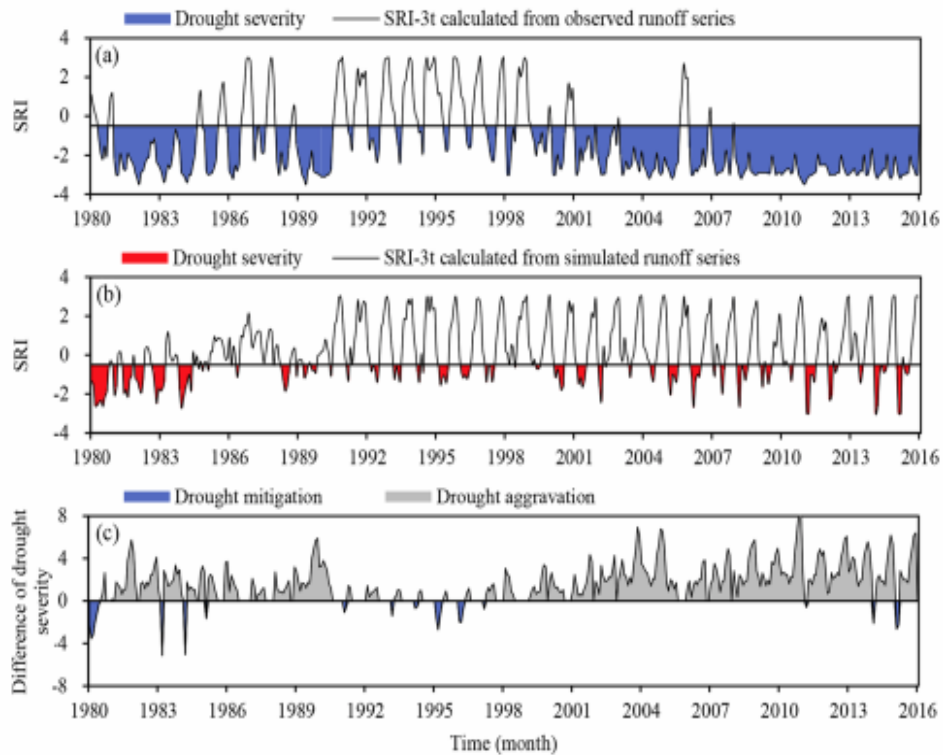 Drought severity SRI-3t calculated from observed runoff series
(a)
SRI
4
2
0
-2
-4
1980 1983 1986 1989 1992 1995 1998 2001 2004 2007 2010 2013 2016
Drought severity SRI-3t calculated from simulated runoff series
(b)
SRI
4
2
0
-2
-4
1980 1983 1986 1989 1992 1995 1998 2001 2004 2007 2010 2013 2016
Drought mitigation Drought aggravation
(c)
Difference of drought
severity
8
4
0
-4
-8
1980 1983 1986 1989 1992 1995 1998 2001 2004 2007 2010 2013 2016
Time (month)